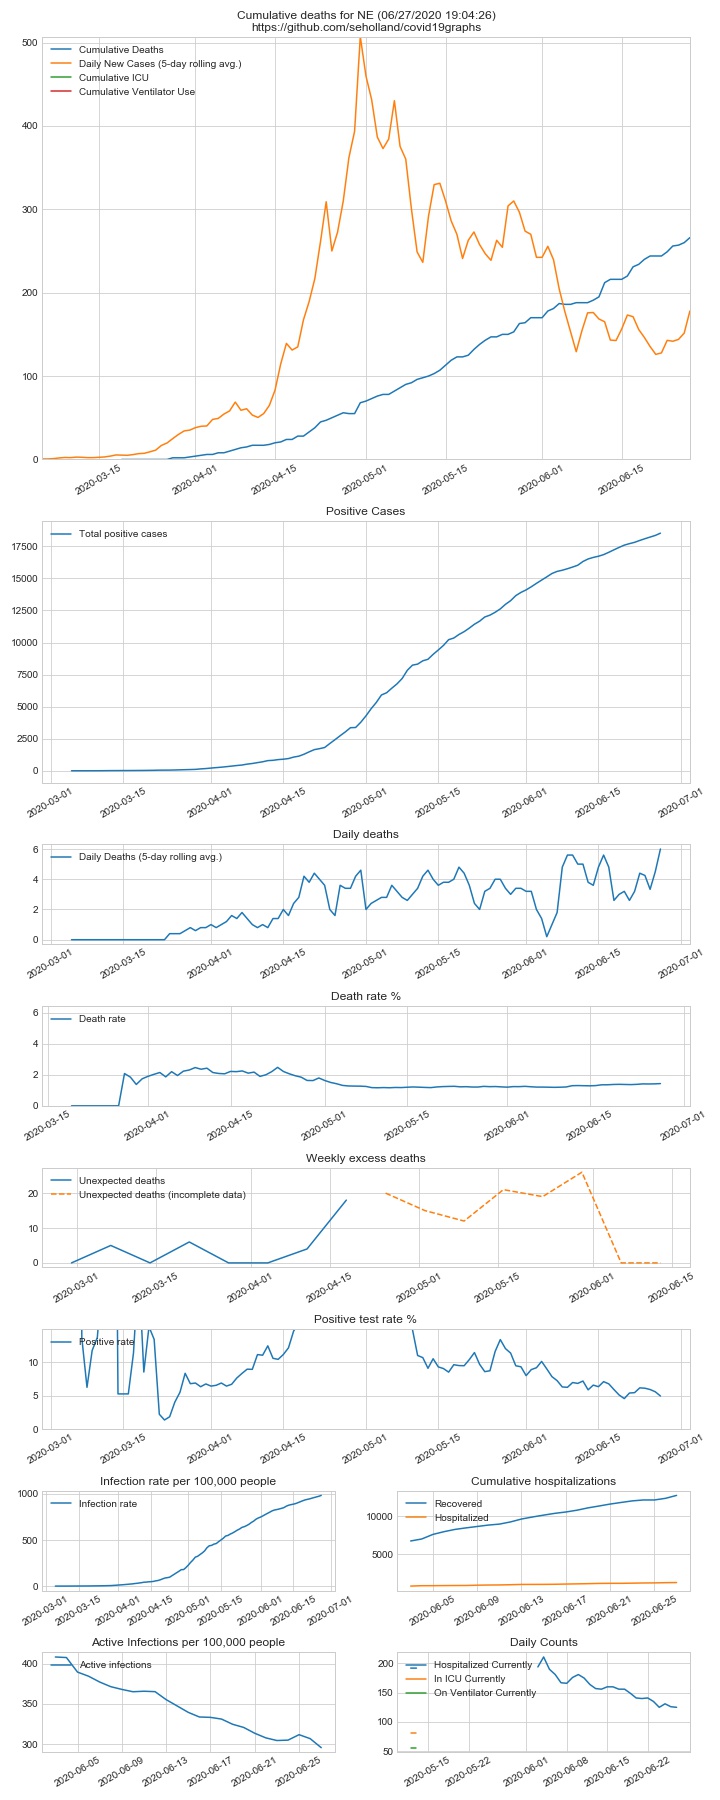 Cumulative deaths for NE (06/27/2020 19:04:26)
https://github.com/seholland/covid19graphs
Cumulative Deaths
Daily New Cases (5-day rolling avg.)
Cumulative ICU
Cumulative Ventilator Use
500
400
300
200
100
0
2020-03-15 2020-04-01 2020-04-15 2020-05-01 2020-05-15 2020-06-01 2020-06-15
Positive Cases
Total positive cases
17500
15000
12500
10000
7500
5000
2500
0
2020-03-01 2020-03-15 2020-04-01 2020-04-15 2020-05-01 2020-05-15 2020-06-01 2020-06-15 2020-07-01
Daily deaths
Daily Deaths (5-day rolling avg.)
6
4
2
0
2020-03-01 2020-03-15 2020-04-01 2020-04-15 2020-05-01 2020-05-15 2020-06-01 2020-06-15 2020-07-01
Death rate %
Death rate
6
4
2
0
2020-03-15 2020-04-01 2020-04-15 2020-05-01 2020-05-15 2020-06-01 2020-06-15 2020-07-01
Weekly excess deaths
Unexpected deaths
Unexpected deaths (incomplete data)
20
10
0
2020-03-01 2020-03-15 2020-04-01 2020-04-15 2020-05-01 2020-05-15 2020-06-01 2020-06-15
Positive test rate %
Positive rate
10
5
0
2020-03-01 2020-03-15 2020-04-01 2020-04-15 2020-05-01 2020-05-15 2020-06-01 2020-06-15 2020-07-01
Infection rate per 100,000 people
Infection rate
1000
500
0
2020-03-01 2020-03-15 2020-04-01 2020-04-15 2020-05-01 2020-05-15 2020-06-01 2020-06-15 2020-07-01
Cumulative hospitalizations
Recovered
Hospitalized
10000
5000
2020-06-05 2020-06-09 2020-06-13 2020-06-17 2020-06-21 2020-06-25
Active Infections per 100,000 people
Active infections
400
350
300
2020-06-05 2020-06-09 2020-06-13 2020-06-17 2020-06-21 2020-06-25
Daily Counts
Hospitalized Currently
In ICU Currently
On Ventilator Currently
200
150
100
50
2020-05-15 2020-05-22 2020-06-01 2020-06-08 2020-06-15 2020-06-22